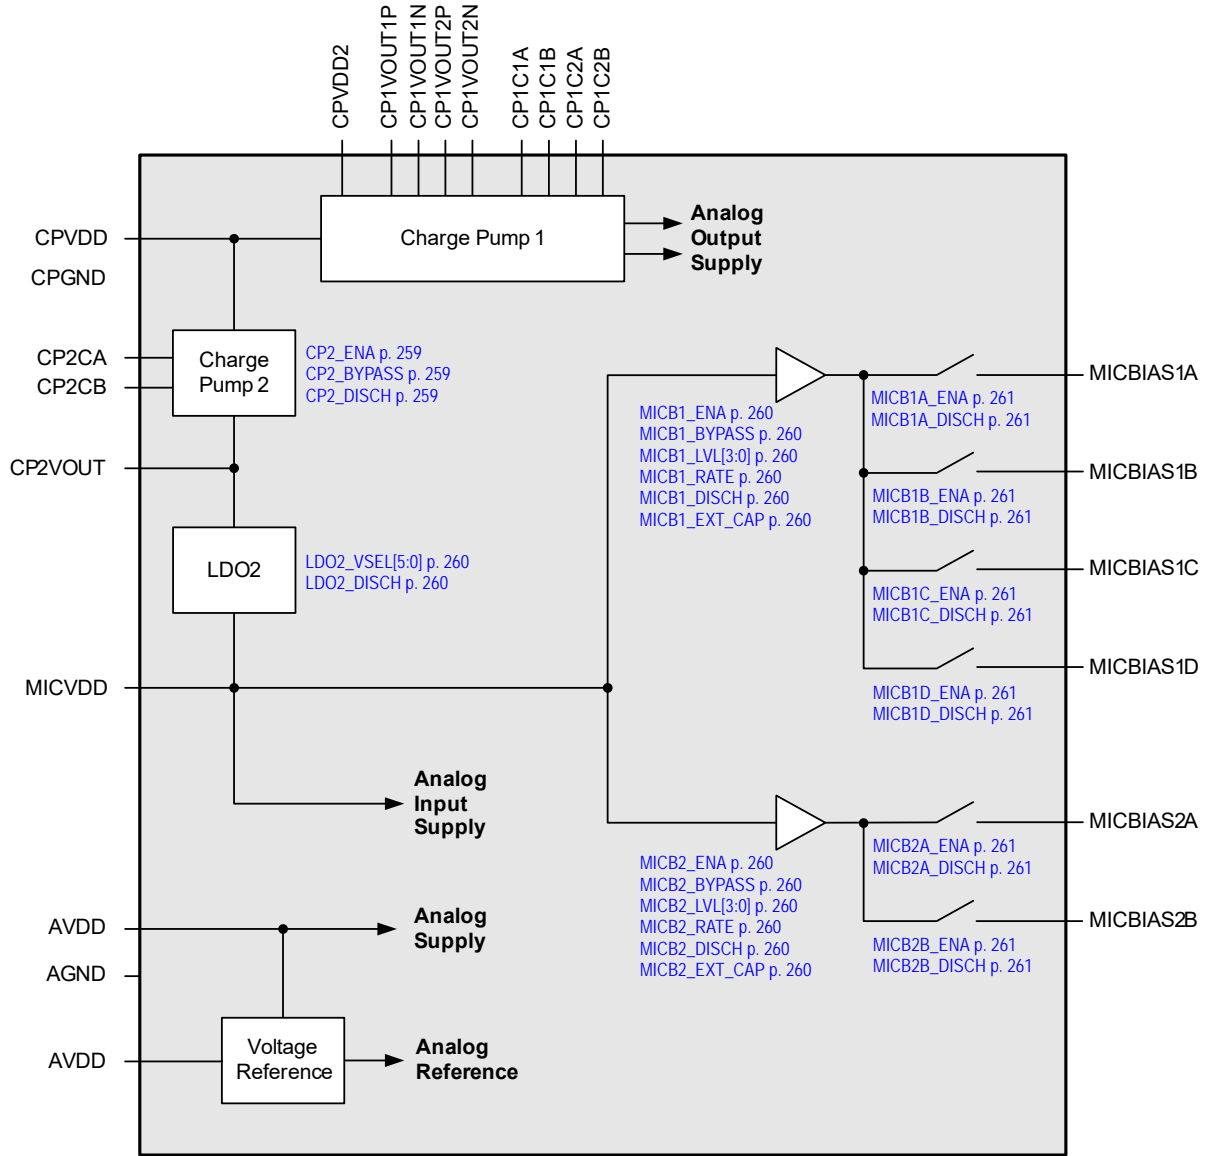 CPVDD2
CP1VOUT1P
CP1VOUT1N
CP1VOUT2P
CP1VOUT2N
CP1C1A
CP1C1B
CP1C2A
CP1C2B
CPVDD
CPGND
Charge Pump 1
Analog
Output
Supply
CP2CA
CP2CB
Charge
Pump 2
CP2_ENA p. 259
CP2_BYPASS p. 259
CP2_DISCH p. 259
CP2VOUT
LDO2
LDO2_VSEL[5:0] p. 260
LDO2_DISCH p. 260
MICVDD
MICB1_ENA p. 260
MICB1_BYPASS p. 260
MICB1_LVL[3:0] p. 260
MICB1_RATE p. 260
MICB1_DISCH p. 260
MICB1_EXT_CAP p. 260
MICBIAS1A
MICB1A_ENA p. 261
MICB1A_DISCH p. 261
MICBIAS1B
MICB1B_ENA p. 261
MICB1B_DISCH p. 261
MICBIAS1C
MICB1C_ENA p. 261
MICB1C_DISCH p. 261
MICBIAS1D
MICB1D_ENA p. 261
MICB1D_DISCH p. 261
Analog
Input
Supply
MICB2_ENA p. 260
MICB2_BYPASS p. 260
MICB2_LVL[3:0] p. 260
MICB2_RATE p. 260
MICB2_DISCH p. 260
MICB2_EXT_CAP p. 260
MICBIAS2A
MICB2A_ENA p. 261
MICB2A_DISCH p. 261
MICBIAS2B
MICB2B_ENA p. 261
MICB2B_DISCH p. 261
AVDD
AGND
Analog
Supply
AVDD
Voltage
Reference
Analog
Reference